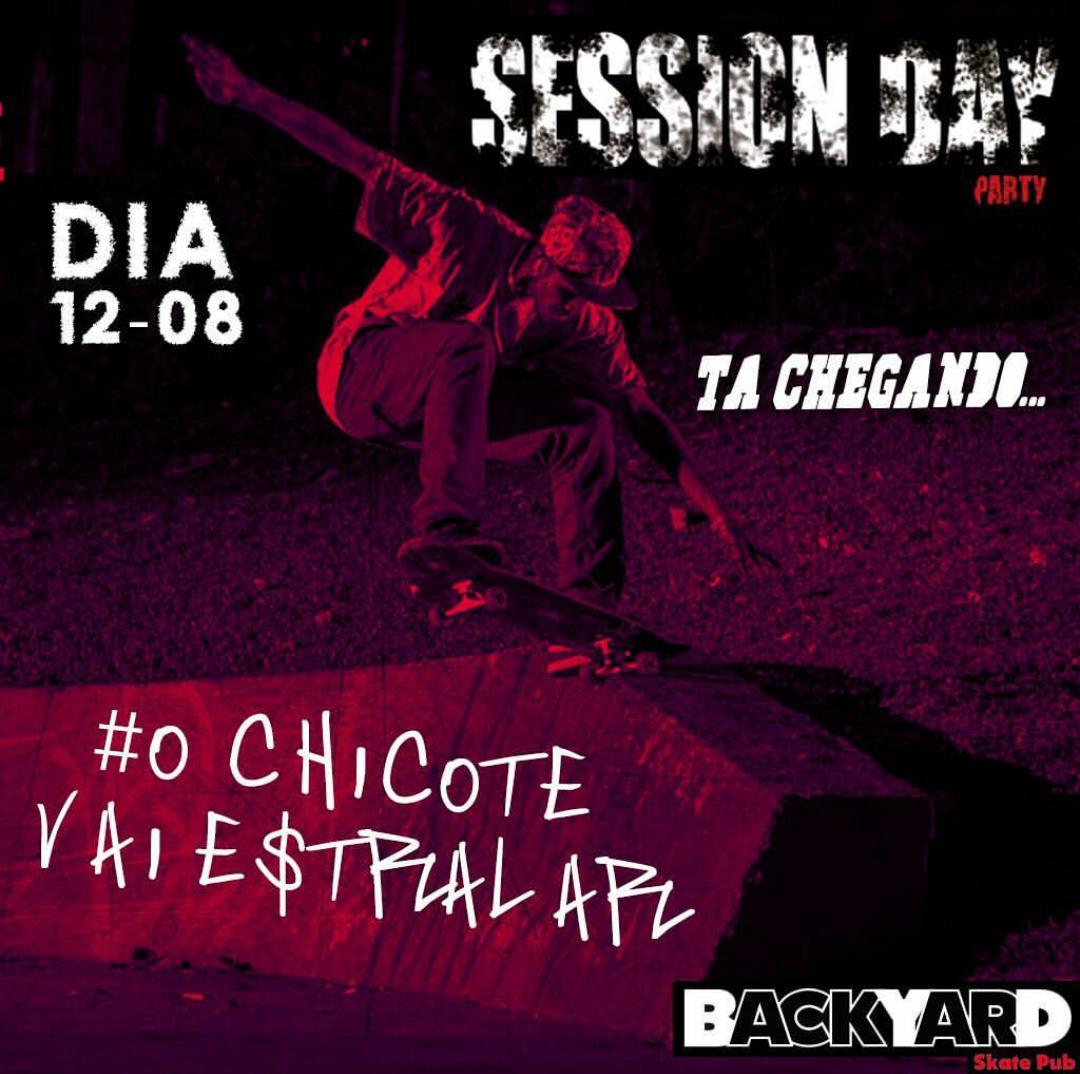 SESSION DAY
PARTY
DIA
12-08
TA CHEGANDO...
#O CHICOTE
VAI E$TRALAR
BACKYARD
Skate Pub